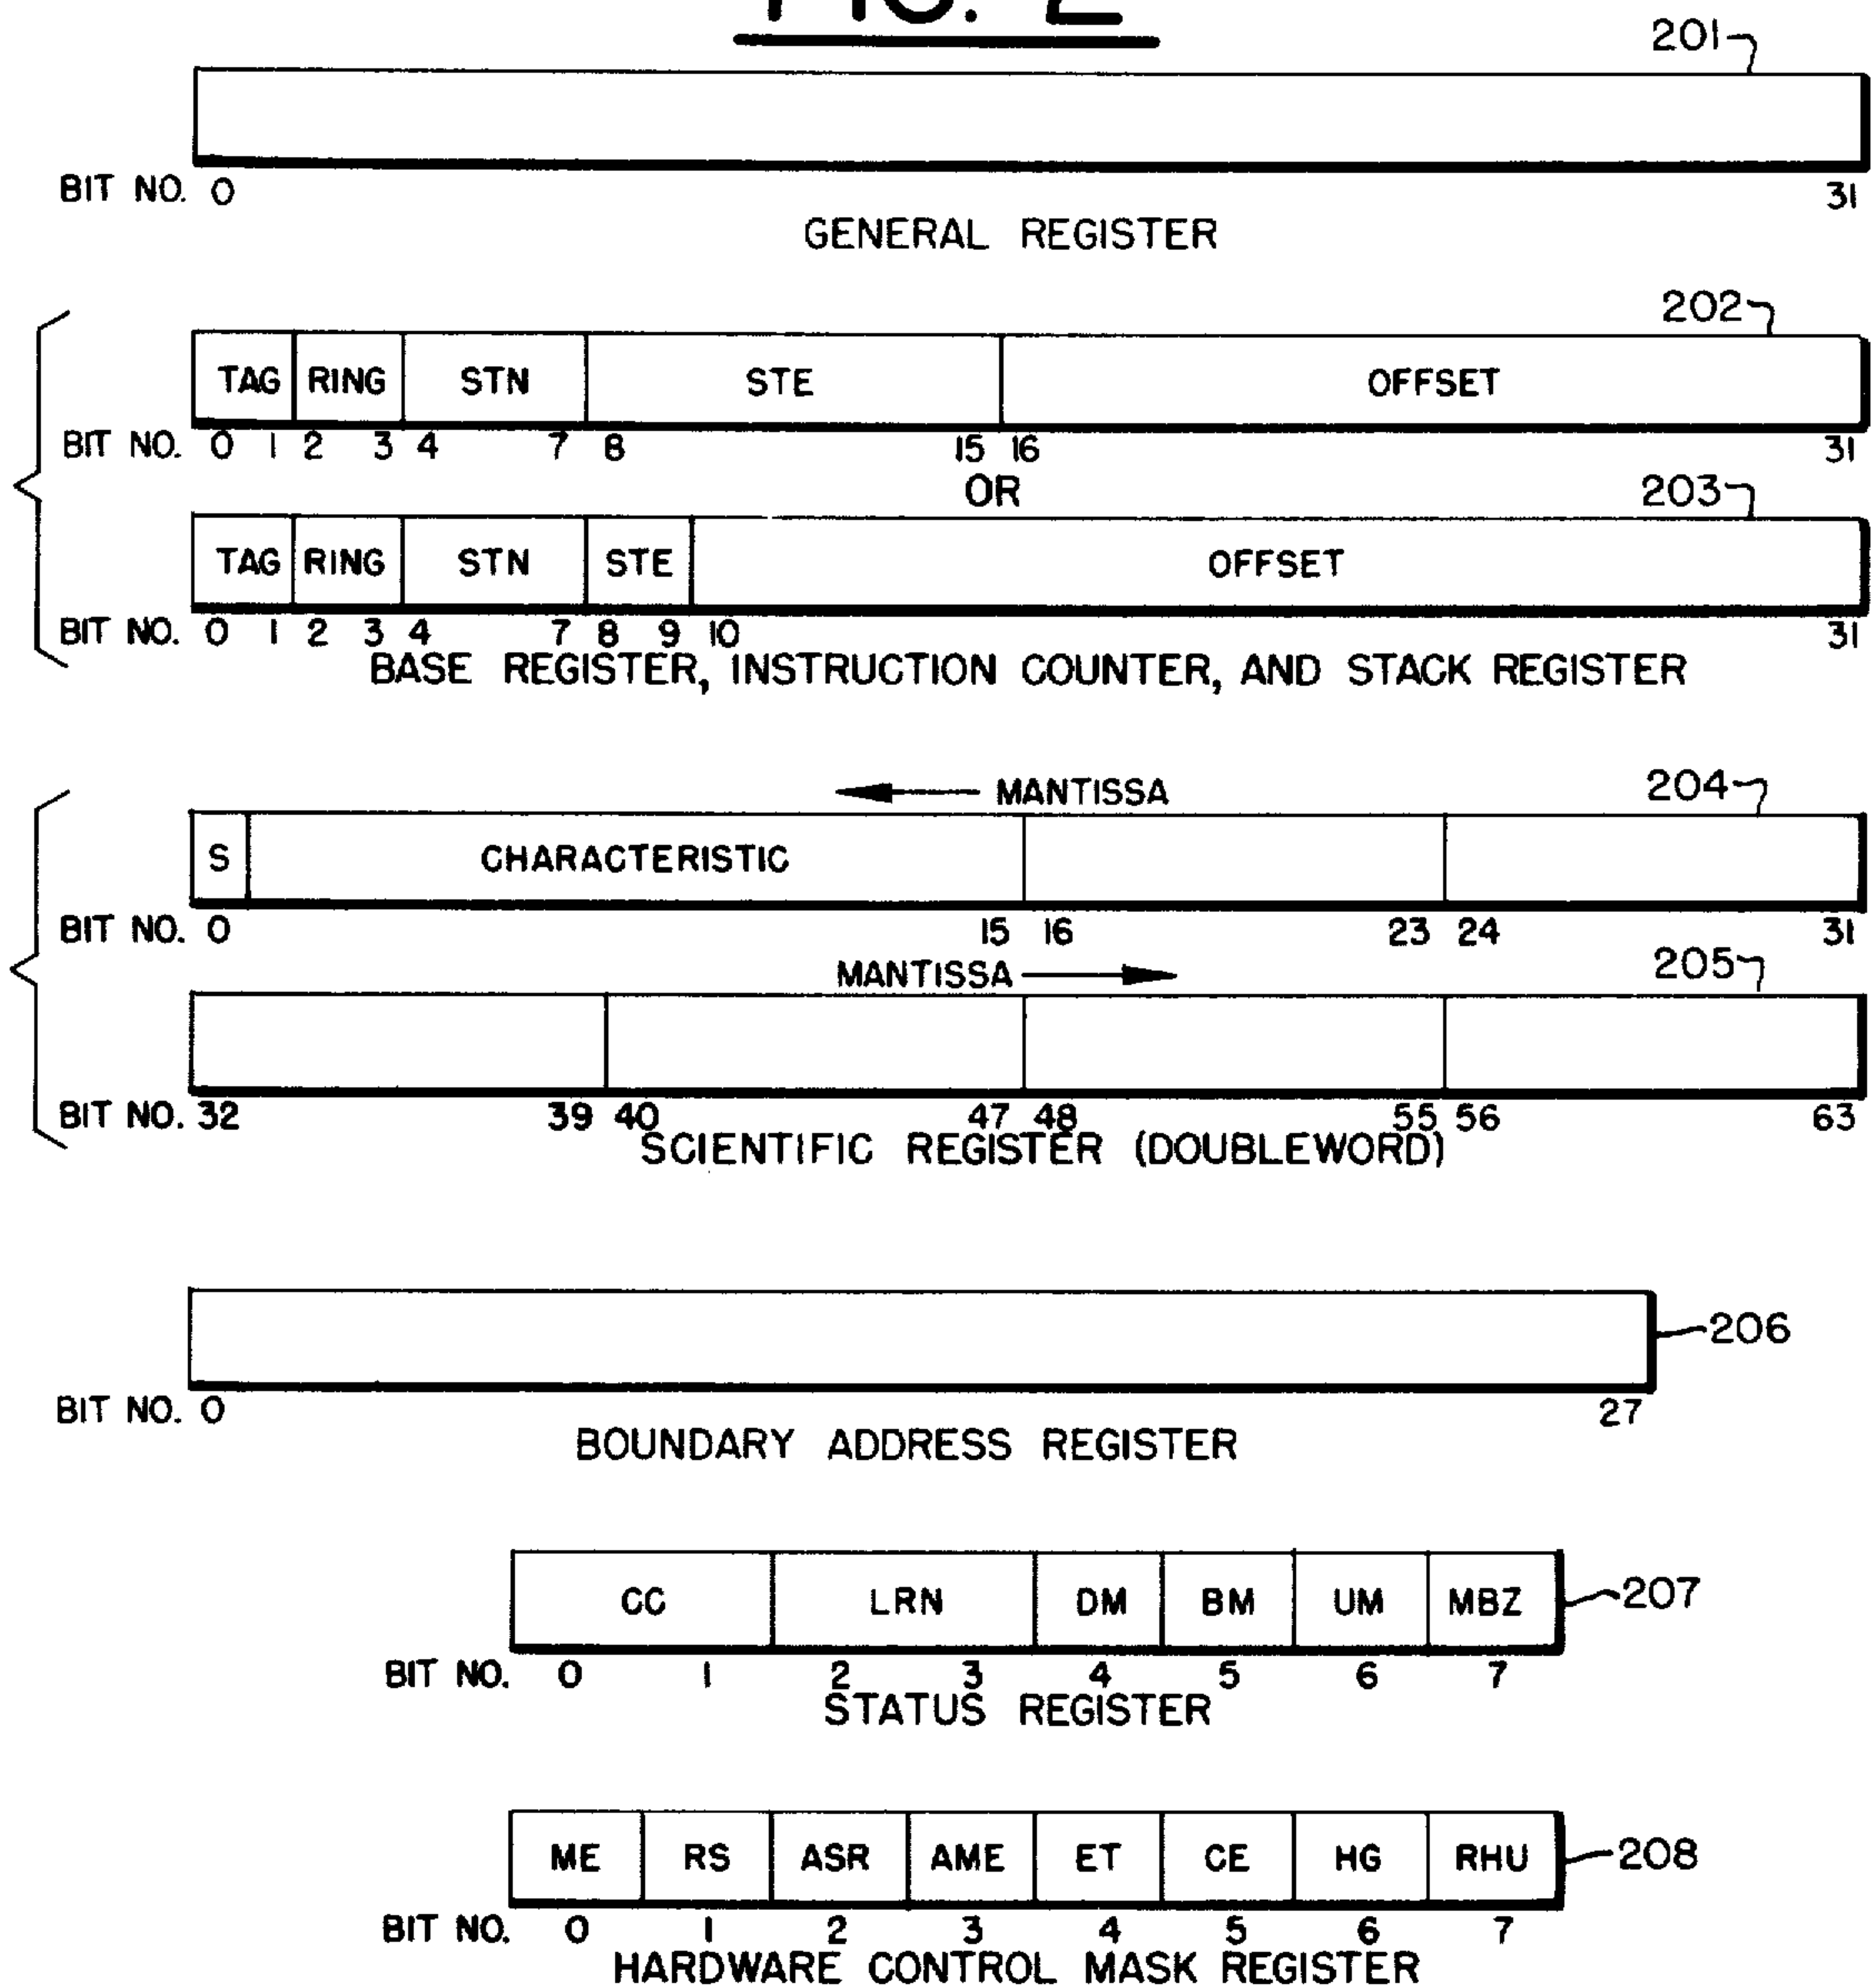 FIG. 2
201
BIT NO. 0 31
GENERAL REGISTER
202
TAG RING STN STE OFFSET
BIT NO. 0 1 2 3 4 7 8 15 16 31
OR
203
TAG RING STN STE OFFSET
BIT NO. 0 1 2 3 4 7 8 9 10 31
BASE REGISTER, INSTRUCTION COUNTER, AND STACK REGISTER
MANTISSA 204
S CHARACTERISTIC
BIT NO. 0 15 16 23 24 31
MANTISSA 205
BIT NO. 32 39 40 47 48 55 56 63
SCIENTIFIC REGISTER (DOUBLEWORD)
206
BIT NO. 0 27
BOUNDARY ADDRESS REGISTER
CC LRN DM BM UM MBZ 207
BIT NO. 0 1 2 3 4 5 6 7
STATUS REGISTER
ME RS ASR AME ET CE HG RHU 208
BIT NO. 0 1 2 3 4 5 6 7
HARDWARE CONTROL MASK REGISTER